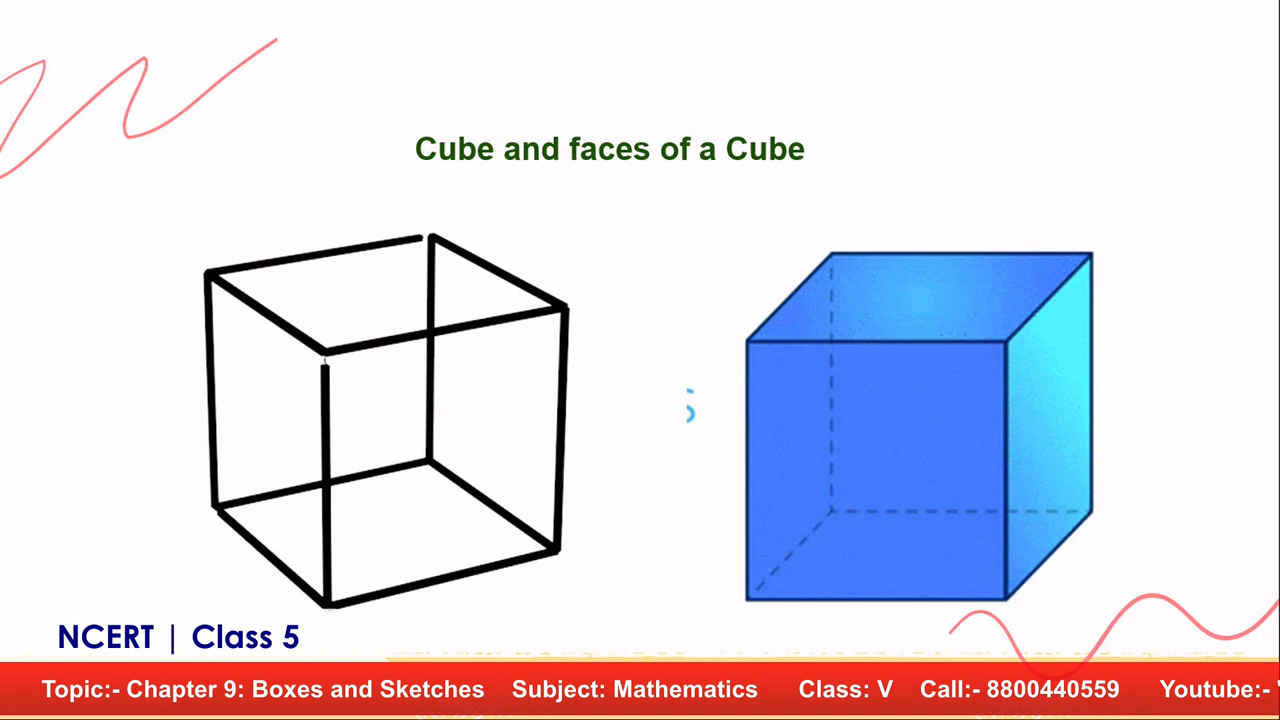 Cube and faces of a Cube
NCERT | Class 5
Topic:- Chapter 9: Boxes and Sketches Subject: Mathematics Class: V Call:- 8800440559 Youtube:-